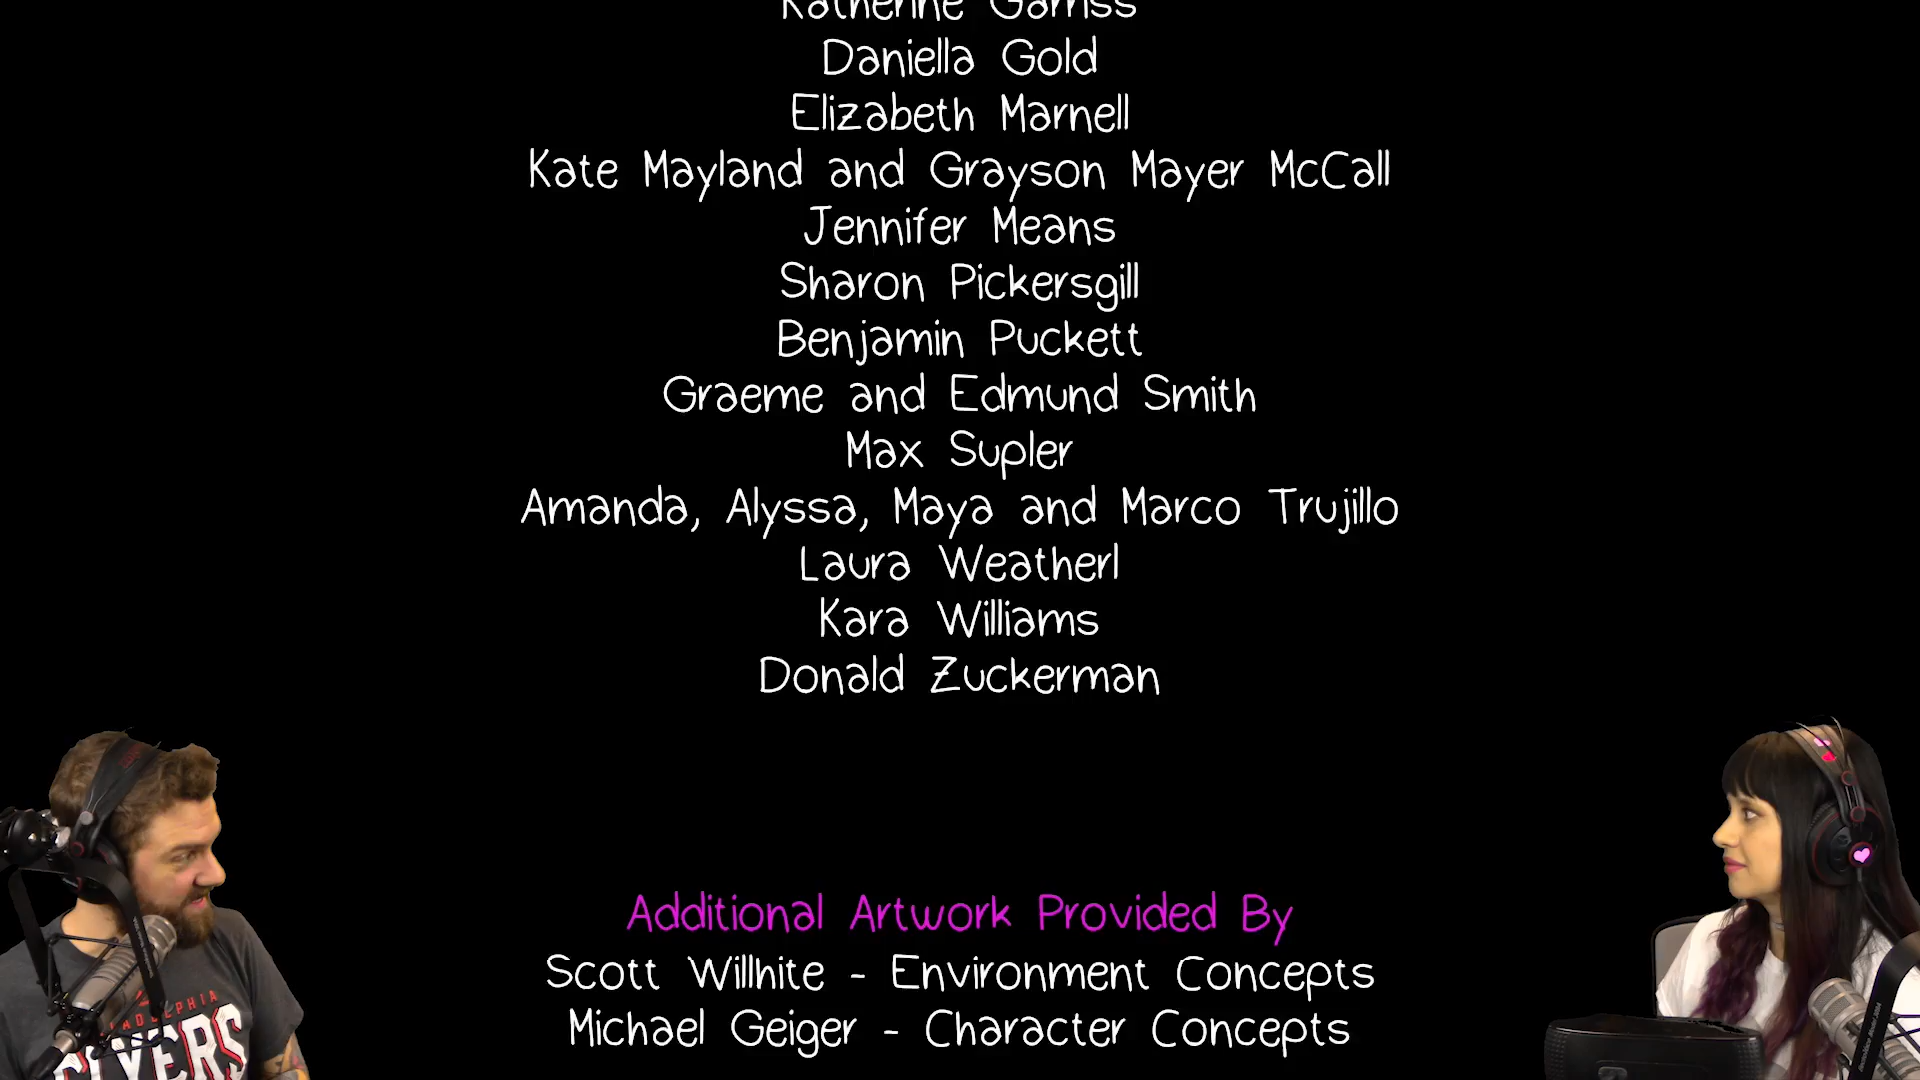 Katherine Garriss
Daniella Gold
Elizabeth Marnell
Kate Mayland and Grayson Mayer McCall
Jennifer Means
Sharon Pickersgill
Benjamin Puckett
Graeme and Edmund Smith
Max Supler
Amanda, Alyssa, Maya and Marco Trujillo
Laura Weatherl
Kara Williams
Donald Zuckerman
Additional Artwork Provided By
Scott Willhite - Environment Concepts
Michael Geiger - Character Concepts